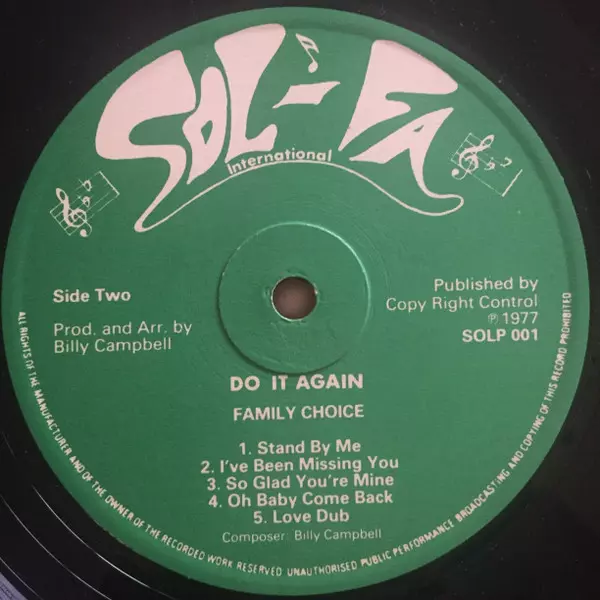 SOL-FA
International
Side Two
Prod. and Arr. by
Billy Campbell
Published by
Copy Right Control
℗ 1977
SOLP 001
DO IT AGAIN
FAMILY CHOICE
1. Stand By Me
2. I've Been Missing You
3. So Glad You're Mine
4. Oh Baby Come Back
5. Love Dub
Composer: Billy Campbell
ALL RIGHTS OF THE MANUFACTURER AND OF THE OWNER OF THE RECORDED WORK RESERVED UNAUTHORISED PUBLIC PERFORMANCE BROADCASTING AND COPYING OF THIS RECORD PROHIBITED